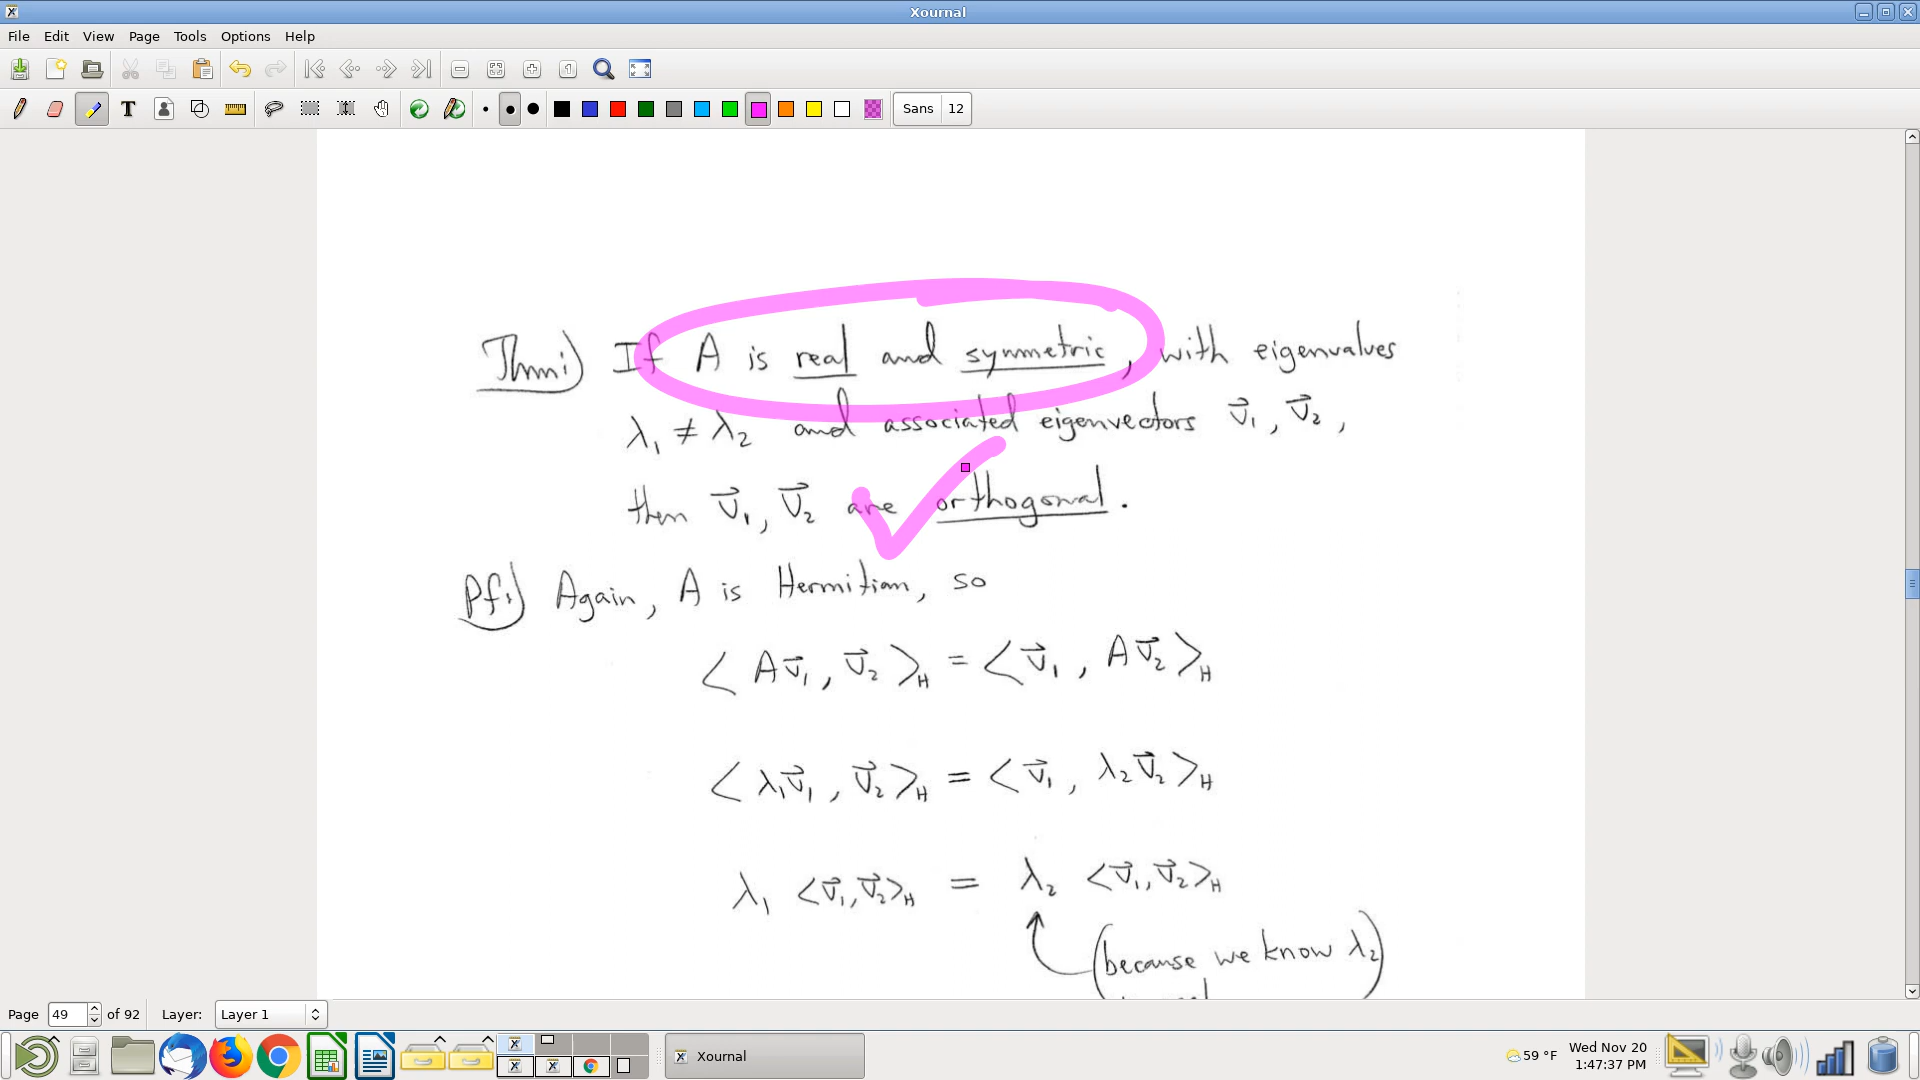 Xournal
File Edit View Page Tools Options Help
Sans 12
Thm:) If A is real and symmetric, with eigenvalues
λ₁ ≠ λ₂ and associated eigenvectors v⃗₁, v⃗₂,
then v⃗₁, v⃗₂ are orthogonal.
Pf:) Again, A is Hermitian, so
⟨Av⃗₁, v⃗₂⟩_H = ⟨v⃗₁, Av⃗₂⟩_H
⟨λ₁v⃗₁, v⃗₂⟩_H = ⟨v⃗₁, λ₂v⃗₂⟩_H
λ₁ ⟨v⃗₁, v⃗₂⟩_H = λ₂ ⟨v⃗₁, v⃗₂⟩_H
(because we know λ₂)
Page 49 of 92 Layer: Layer 1
Xournal
59 °F
Wed Nov 20
1:47:37 PM